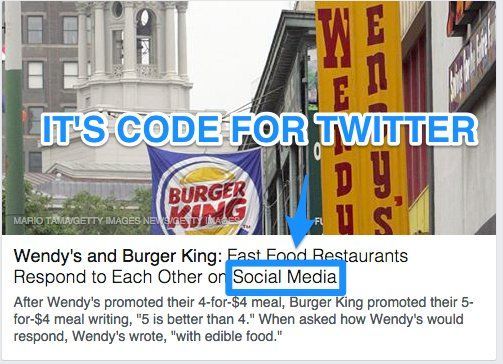 WENDY'S
Wendy's
IT'S CODE FOR TWITTER
BURGER
KING
MARIO TAMA/GETTY IMAGES NEWS/GETTY IMAGES
Wendy's and Burger King: Fast Food Restaurants
Respond to Each Other on Social Media
After Wendy's promoted their 4-for-$4 meal, Burger King promoted their 5-
for-$4 meal writing, "5 is better than 4." When asked how Wendy's would
respond, Wendy's wrote, "with edible food."